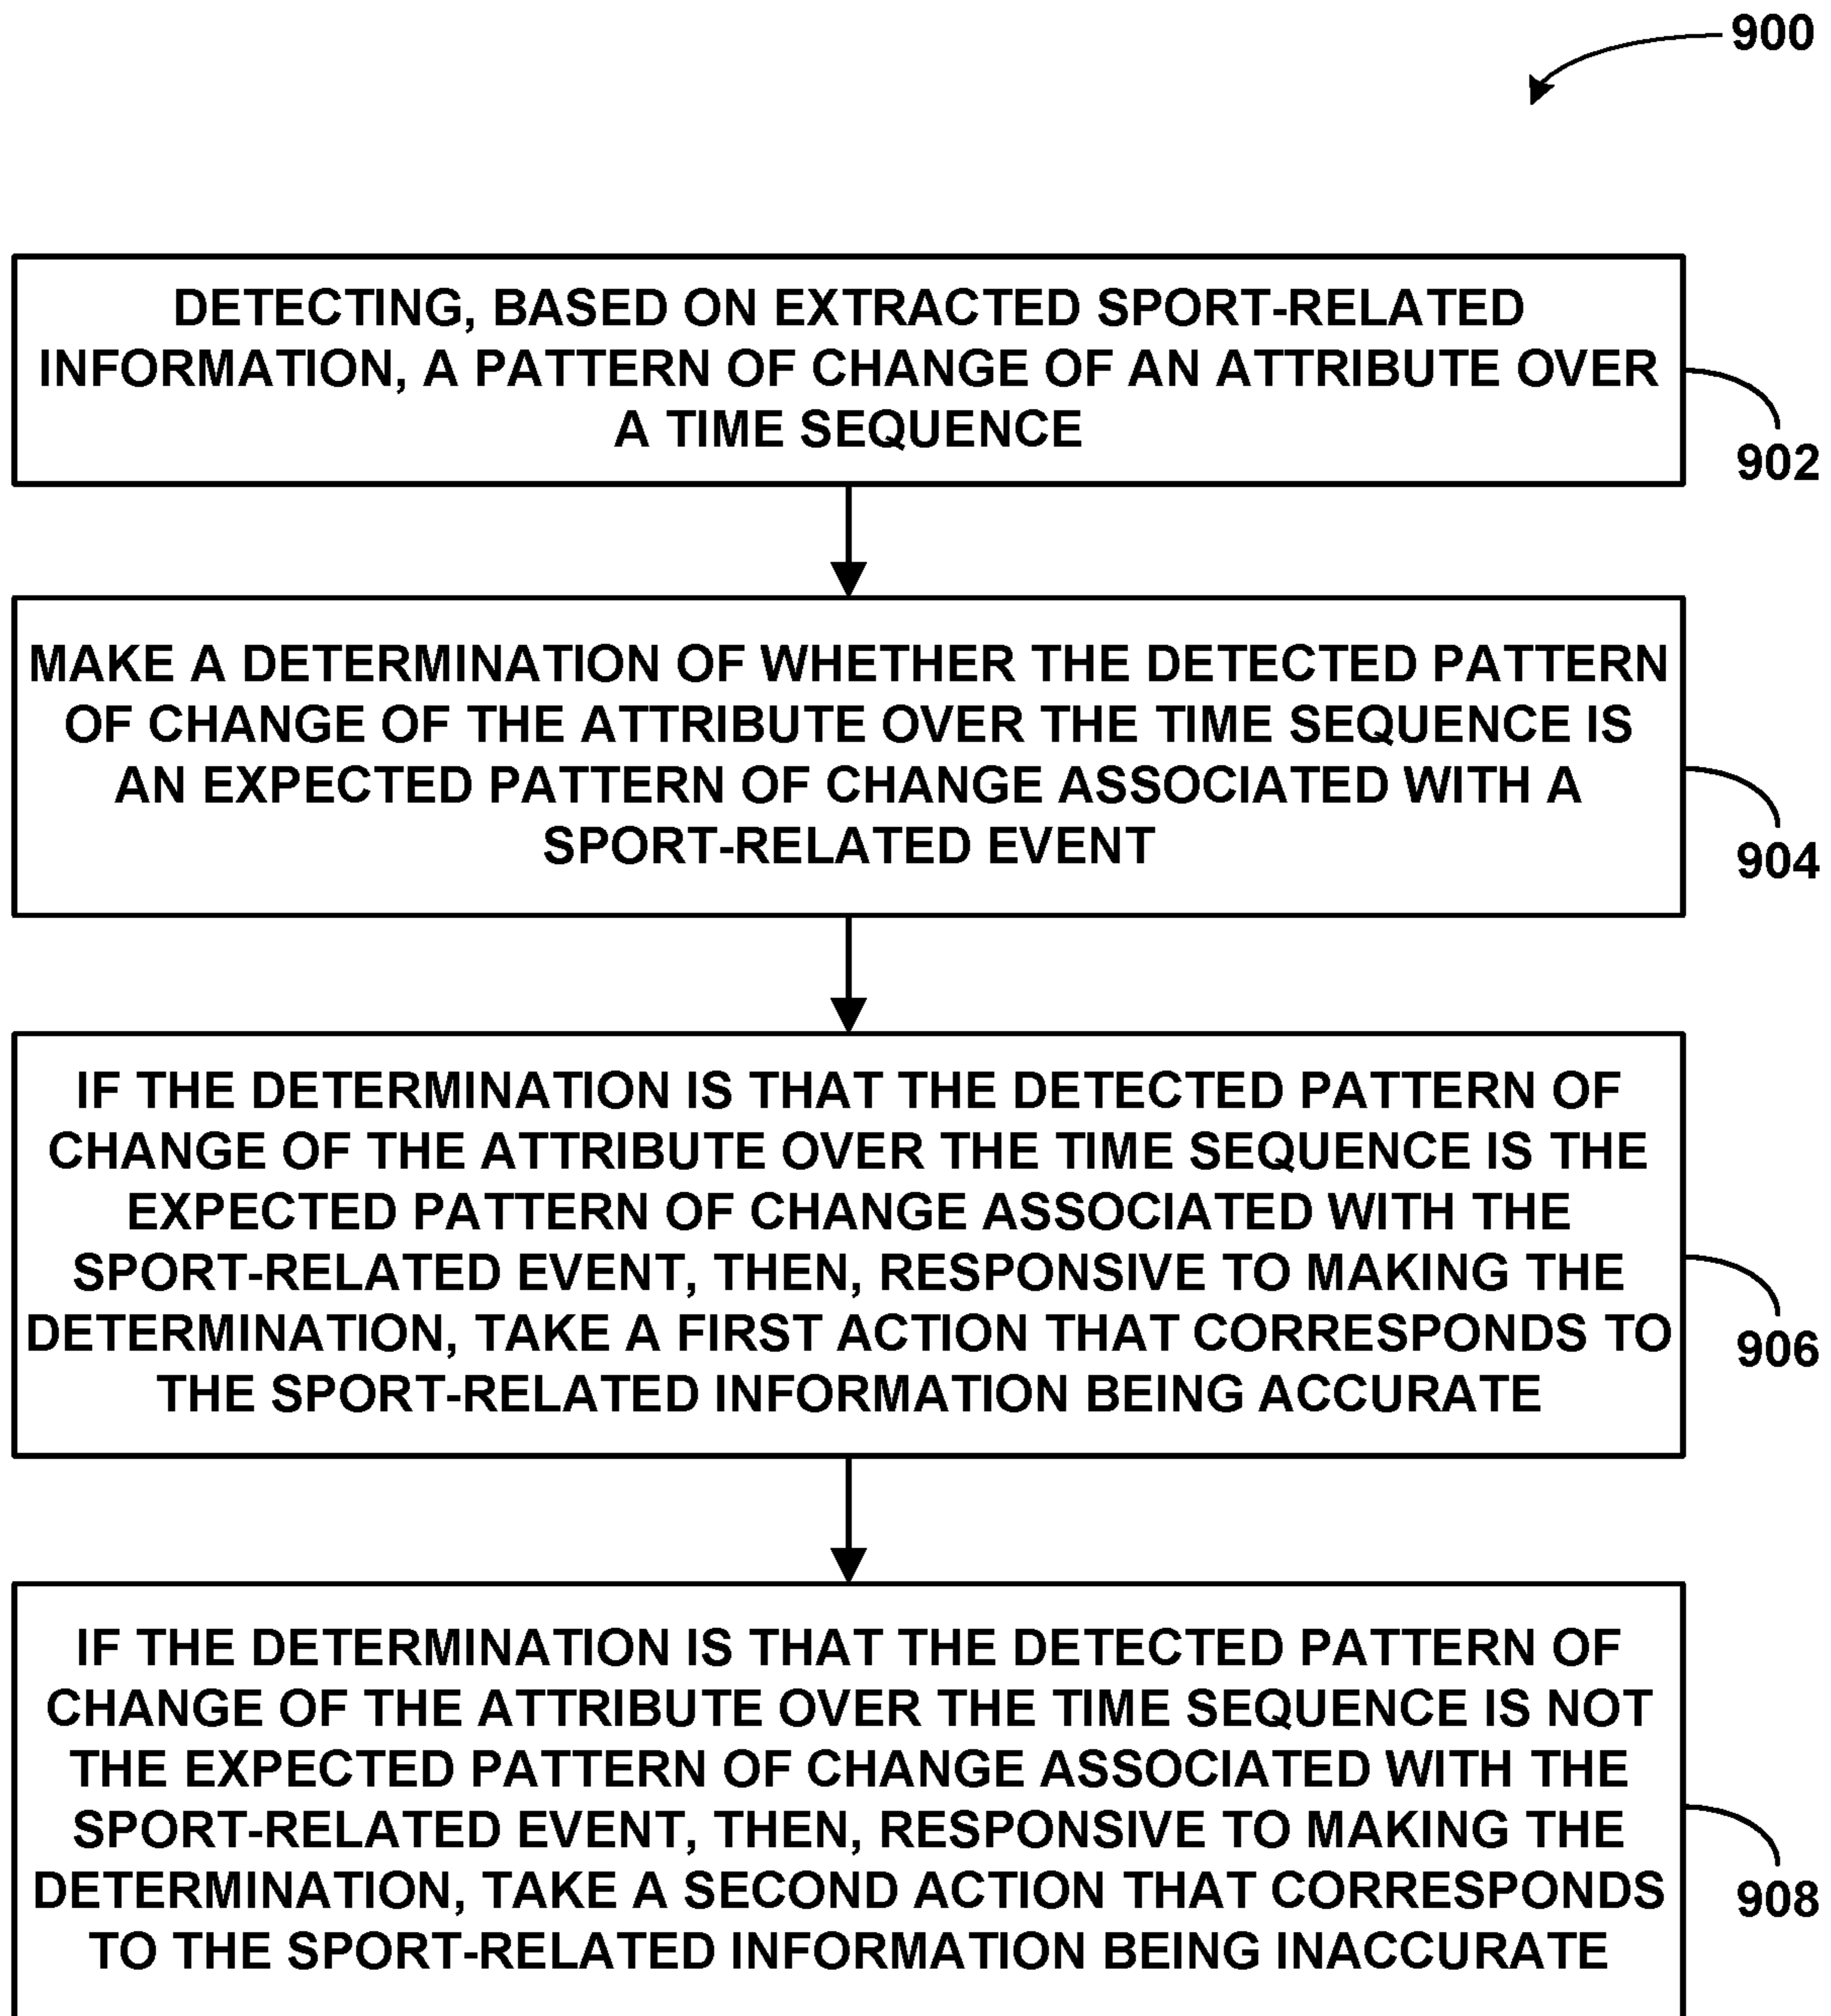 900
DETECTING, BASED ON EXTRACTED SPORT-RELATED
INFORMATION, A PATTERN OF CHANGE OF AN ATTRIBUTE OVER
A TIME SEQUENCE
902
MAKE A DETERMINATION OF WHETHER THE DETECTED PATTERN
OF CHANGE OF THE ATTRIBUTE OVER THE TIME SEQUENCE IS
AN EXPECTED PATTERN OF CHANGE ASSOCIATED WITH A
SPORT-RELATED EVENT
904
IF THE DETERMINATION IS THAT THE DETECTED PATTERN OF
CHANGE OF THE ATTRIBUTE OVER THE TIME SEQUENCE IS THE
EXPECTED PATTERN OF CHANGE ASSOCIATED WITH THE
SPORT-RELATED EVENT, THEN, RESPONSIVE TO MAKING THE
DETERMINATION, TAKE A FIRST ACTION THAT CORRESPONDS TO
THE SPORT-RELATED INFORMATION BEING ACCURATE
906
IF THE DETERMINATION IS THAT THE DETECTED PATTERN OF
CHANGE OF THE ATTRIBUTE OVER THE TIME SEQUENCE IS NOT
THE EXPECTED PATTERN OF CHANGE ASSOCIATED WITH THE
SPORT-RELATED EVENT, THEN, RESPONSIVE TO MAKING THE
DETERMINATION, TAKE A SECOND ACTION THAT CORRESPONDS
TO THE SPORT-RELATED INFORMATION BEING INACCURATE
908